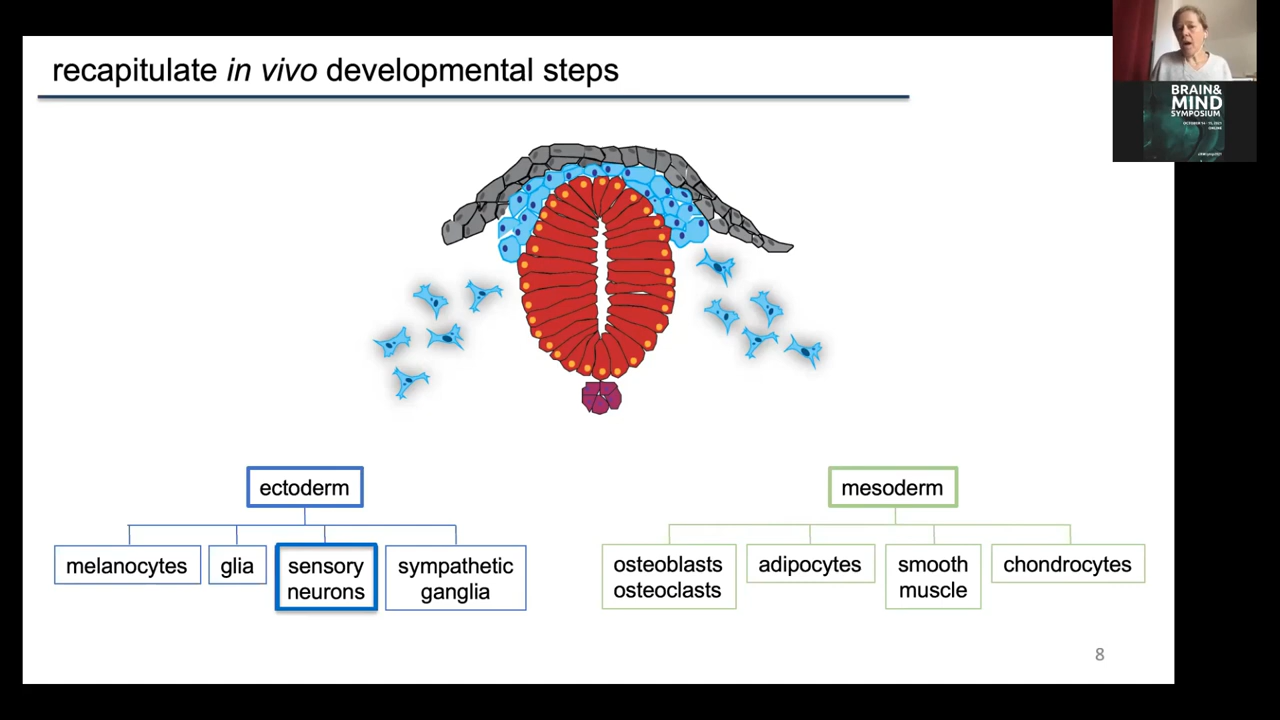 recapitulate in vivo developmental steps
BRAIN&
MIND
SYMPOSIUM
ONLINE
ectoderm
mesoderm
melanocytes
glia
sensory
neurons
sympathetic
ganglia
osteoblasts
osteoclasts
adipocytes
smooth
muscle
chondrocytes
8